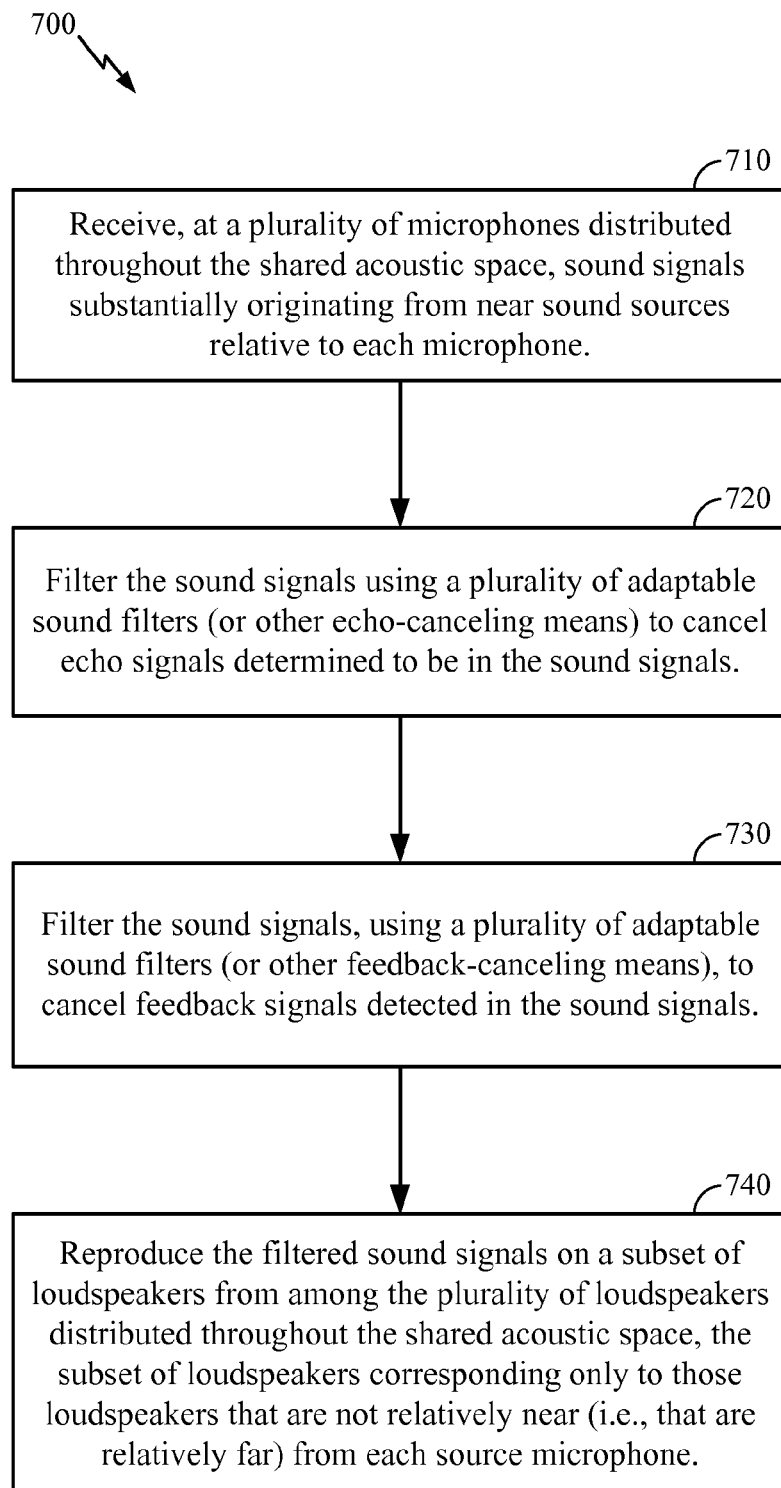 700
710
Receive, at a plurality of microphones distributed
throughout the shared acoustic space, sound signals
substantially originating from near sound sources
relative to each microphone.
720
Filter the sound signals using a plurality of adaptable
sound filters (or other echo-canceling means) to cancel
echo signals determined to be in the sound signals.
730
Filter the sound signals, using a plurality of adaptable
sound filters (or other feedback-canceling means), to
cancel feedback signals detected in the sound signals.
740
Reproduce the filtered sound signals on a subset of
loudspeakers from among the plurality of loudspeakers
distributed throughout the shared acoustic space, the
subset of loudspeakers corresponding only to those
loudspeakers that are not relatively near (i.e., that are
relatively far) from each source microphone.